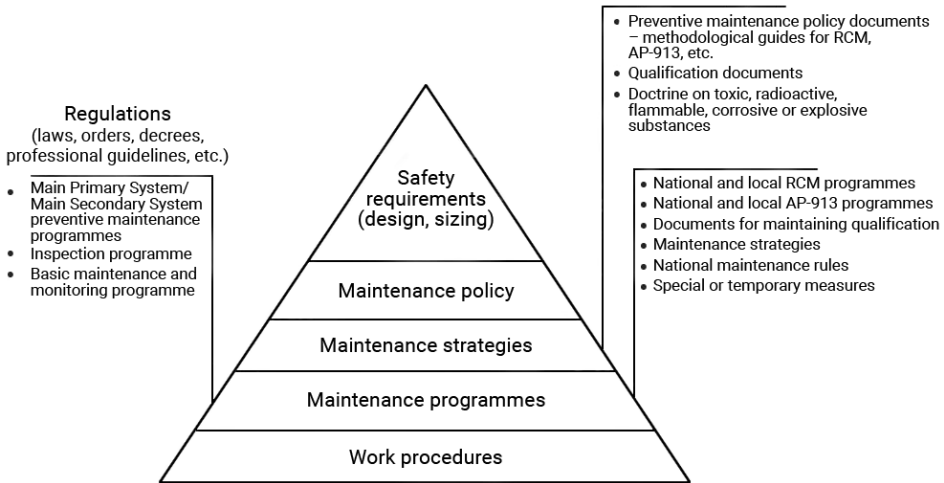 Regulations
(laws, orders, decrees,
professional guidelines, etc.)
• Main Primary System/
Main Secondary System
preventive maintenance
programmes
• Inspection programme
• Basic maintenance and
monitoring programme
Safety
requirements
(design, sizing)
Maintenance policy
Maintenance strategies
Maintenance programmes
Work procedures
• Preventive maintenance policy documents
– methodological guides for RCM,
AP-913, etc.
• Qualification documents
• Doctrine on toxic, radioactive,
flammable, corrosive or explosive
substances
• National and local RCM programmes
• National and local AP-913 programmes
• Documents for maintaining qualification
• Maintenance strategies
• National maintenance rules
• Special or temporary measures